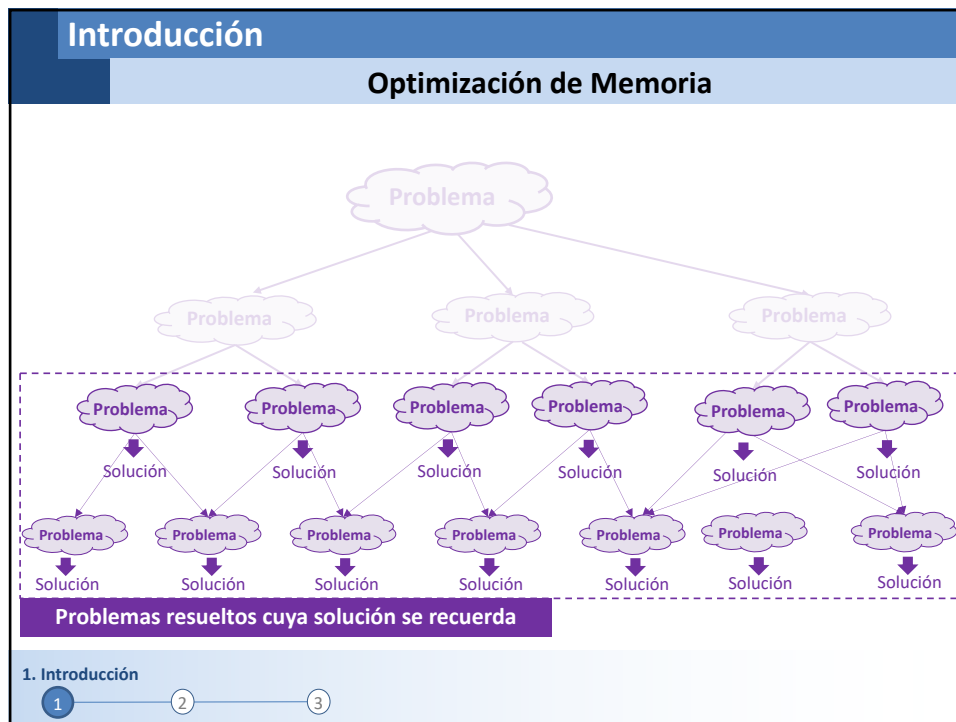 Introducción
Optimización de Memoria
Problema
Problema Problema Problema
Problema Problema Problema Problema Problema Problema
Solución Solución Solución Solución Solución Solución
Problema Problema Problema Problema Problema Problema Problema
Solución Solución Solución Solución Solución Solución Solución
Problemas resueltos cuya solución se recuerda
1. Introducción
1 2 3